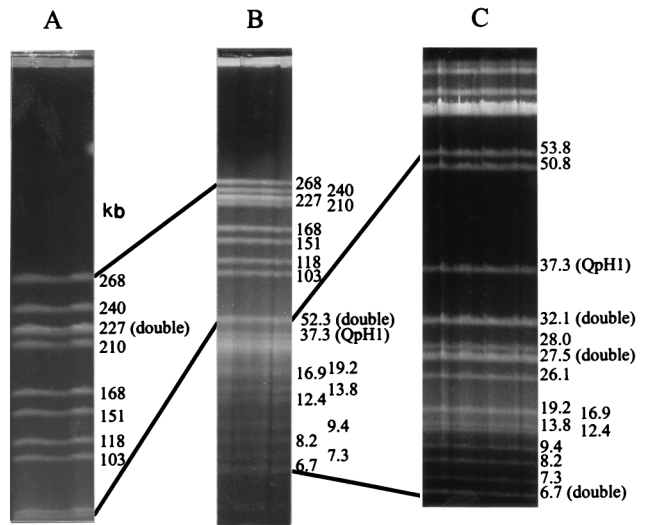 A
B
C
kb
268
240
227 (double)
210
168
151
118
103
268 240
227 210
168
151
118
103
52.3 (double)
37.3 (QpH1)
16.9 19.2
12.4 13.8
9.4
8.2
7.3
6.7
53.8
50.8
37.3 (QpH1)
32.1 (double)
28.0
27.5 (double)
26.1
19.2 16.9
13.8 12.4
9.4
8.2
7.3
6.7 (double)